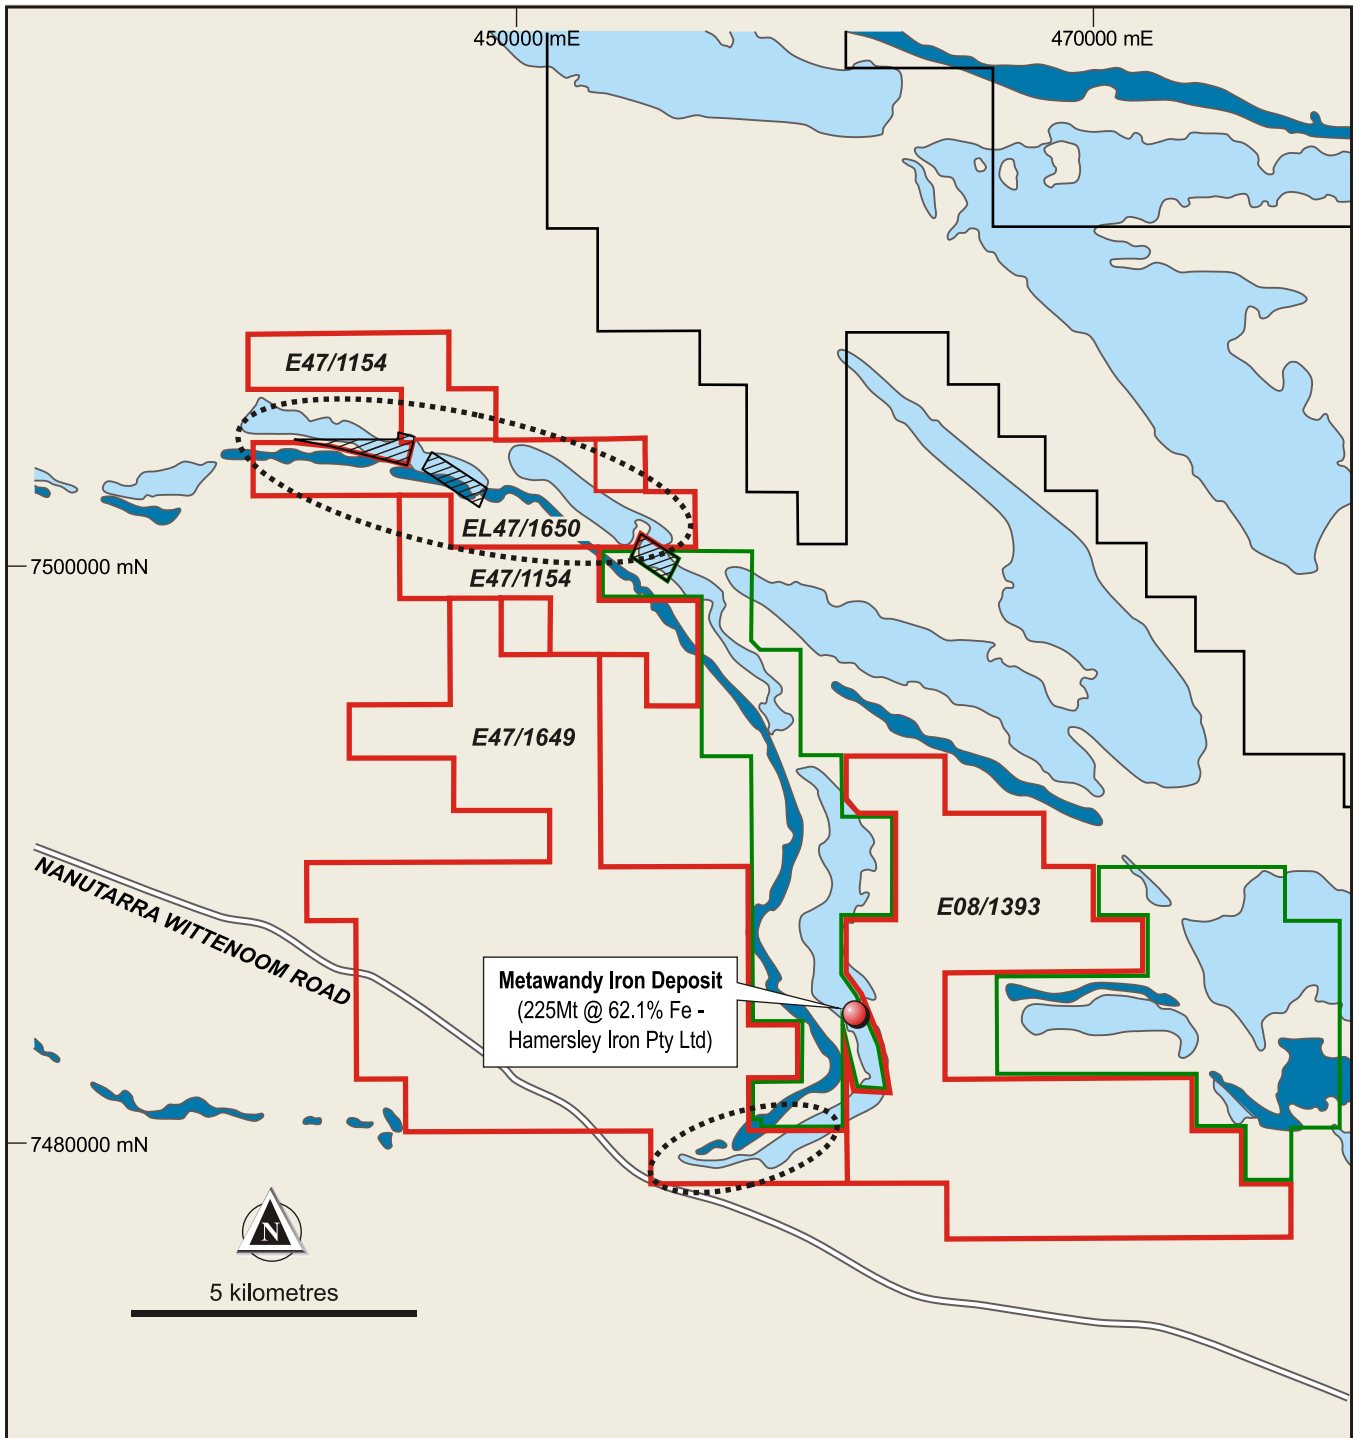 450000 mE
470000 mE
E47/1154
EL47/1650
7500000 mN
E47/1154
E47/1649
NANUTARRA WITTENOOM ROAD
E08/1393
Metawandy Iron Deposit
(225Mt @ 62.1% Fe -
Hamersley Iron Pty Ltd)
7480000 mN
N
5 kilometres